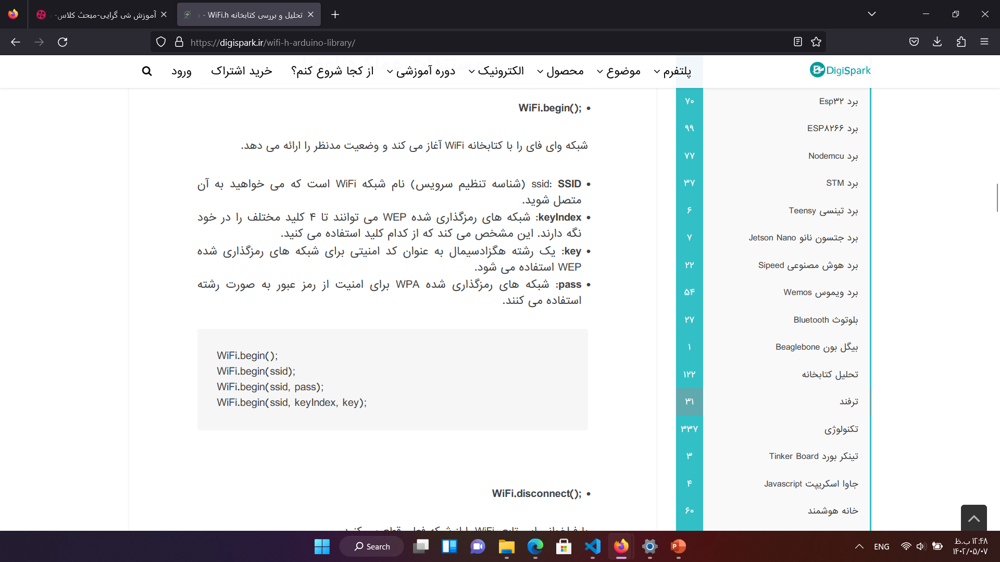 آموزش شی گرایی-مبحث کلاس-
تحلیل و بررسی کتابخانه WiFi.h - د
https://digispark.ir/wifi-h-arduino-library/
DigiSpark
پلتفرم
موضوع
محصول
الکترونیک
دوره آموزشی
از کجا شروع کنم؟
خرید اشتراک
ورود
WiFi.begin();
شبکه وای فای را با کتابخانه WiFi آغاز می کند و وضعیت مدنظر را ارائه می دهد.
ssid: SSID (شناسه تنظیم سرویس) نام شبکه WiFi است که می خواهید به آن
متصل شوید.
keyIndex: شبکه های رمزگذاری شده WEP می توانند تا ۴ کلید مختلف را در خود
نگه دارند. این مشخص می کند که از کدام کلید استفاده می کنید.
key: یک رشته هگزادسیمال به عنوان کد امنیتی برای شبکه های رمزگذاری شده
WEP استفاده می شود.
pass: شبکه های رمزگذاری شده WPA برای امنیت از رمز عبور به صورت رشته
استفاده می کنند.
WiFi.begin();
WiFi.begin(ssid);
WiFi.begin(ssid, pass);
WiFi.begin(ssid, keyIndex, key);
WiFi.disconnect();
برد Esp۳۲ ۷۰
برد ESP۸۲۶۶ ۹۹
برد Nodemcu ۷۷
برد STM ۳۷
برد تینسی Teensy ۶
برد جتسون نانو Jetson Nano ۷
برد هوش مصنوعی Sipeed ۲۲
برد ویموس Wemos ۵۴
بلوتوث Bluetooth ۲۷
بیگل بون Beaglebone ۱
تحلیل کتابخانه ۱۲۲
ترفند ۳۱
تکنولوژی ۳۳۷
تینکر بورد Tinker Board ۳
جاوا اسکریپت Javascript ۴
خانه هوشمند ۶۰
Search
ENG
۱۲:۴۸ ب.ظ
۱۴۰۲/۰۵/۰۷